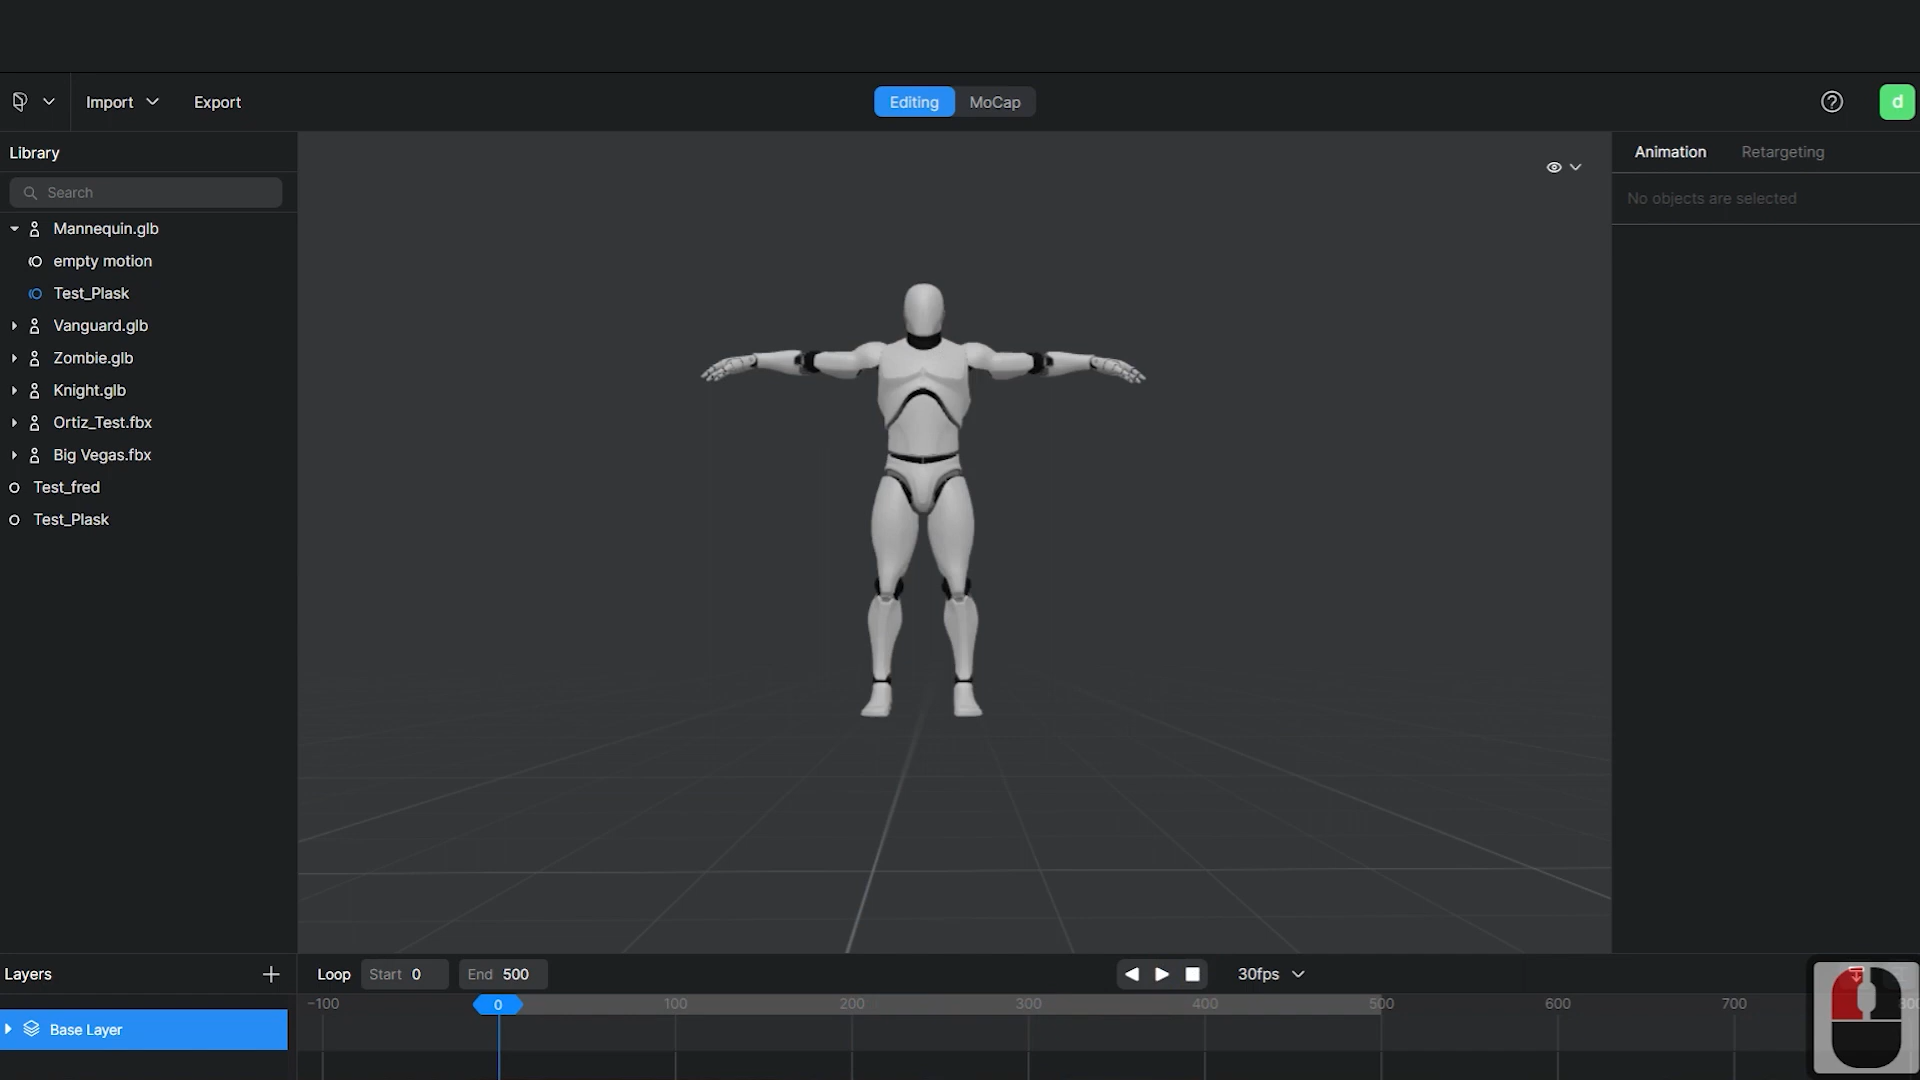 Import
Export
Editing
MoCap
d
Library
Search
Mannequin.glb
empty motion
Test_Plask
Vanguard.glb
Zombie.glb
Knight.glb
Ortiz_Test.fbx
Big Vegas.fbx
Test_fred
Test_Plask
Animation
Retargeting
No objects are selected
Layers
Loop
Start 0
End 500
30fps
-100
0
100
200
300
400
500
600
700
Base Layer